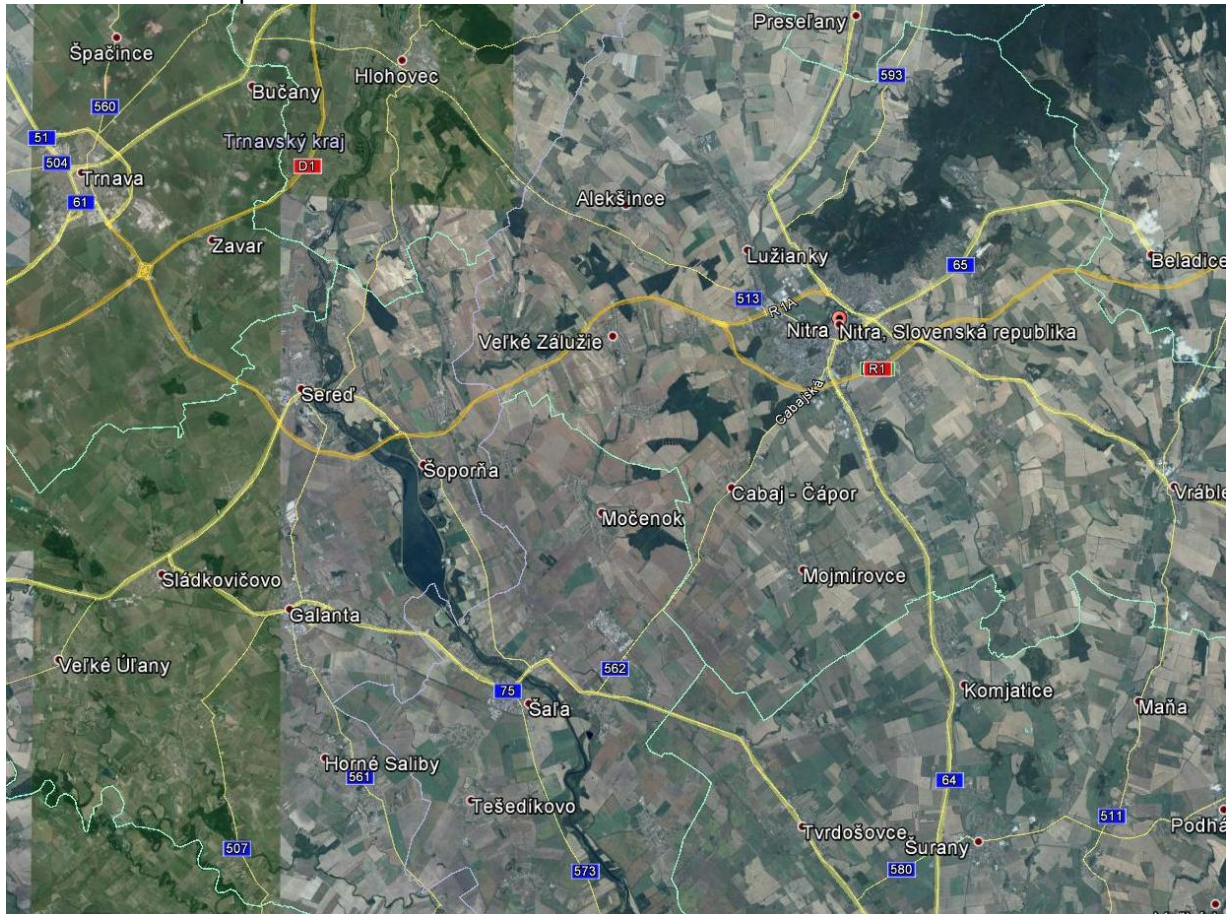 Preseľany
Špačince
Hlohovec
593
Bučany
560
51
Trnavský kraj
504
D1
Trnava
61
Alekšince
Zavar
Lužianky
Beladice
65
513
R1A
Nitra
Nitra, Slovenská republika
Veľké Zálužie
R1
Sereď
Cabajská
Šoporňa
Cabaj - Čápor
Vráble
Močenok
Mojmírovce
Sládkovičovo
Galanta
Veľké Úľany
562
75
Komjatice
Šaľa
Maňa
Horné Saliby
561
64
Tešedíkovo
511
Podhá
Tvrdošovce
Šurany
507
573
580